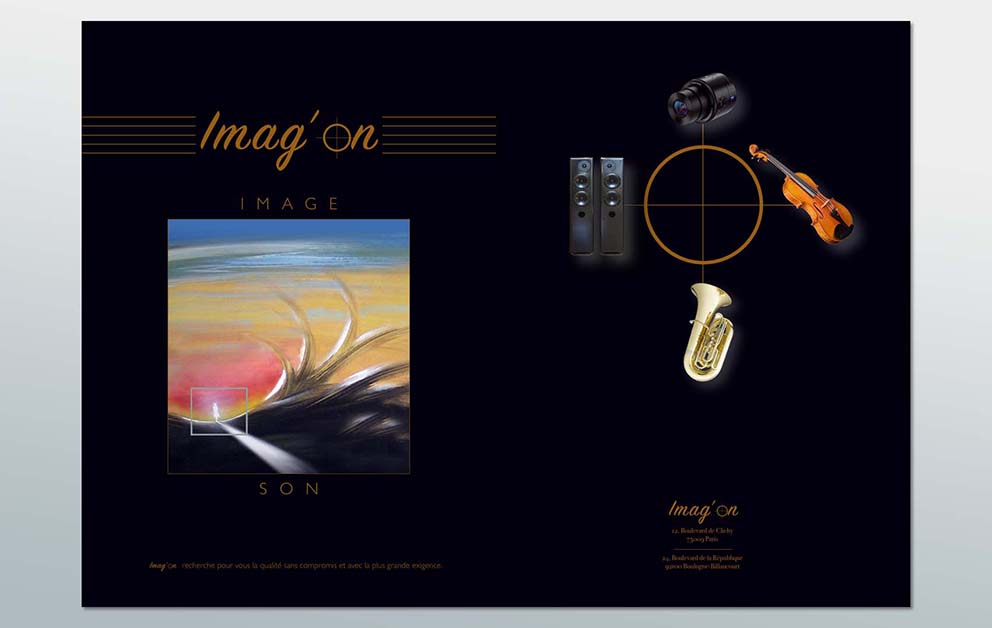 Imag'on
IMAGE
SON
Imag'on recherche pour vous la qualité sans compromis et avec la plus grande exigence.
Imag'on
12, Boulevard de Clichy
75009 Paris
24, Boulevard de la République
92100 Boulogne-Billancourt